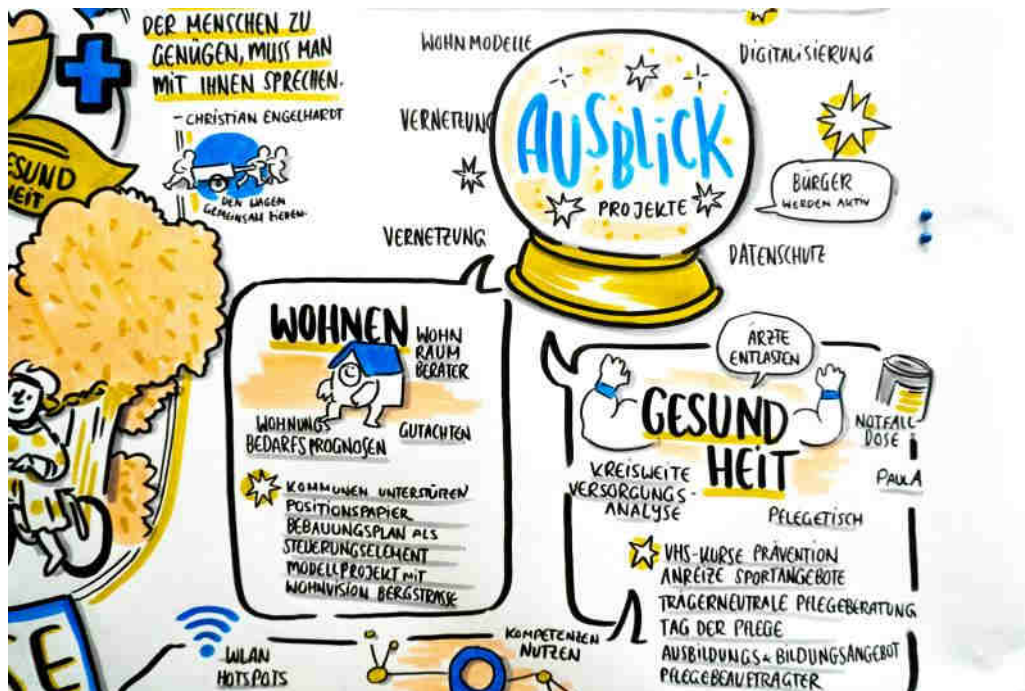 DER MENSCHEN ZU
GENÜGEN, MUSS MAN
MIT IHNEN SPRECHEN.
- CHRISTIAN ENGELHARDT
DEN WAGEN
GEMEINSAM ZIEHEN.
GESUND
HEIT
WOHNMODELLE
VERNETZUNG
VERNETZUNG
AUSBLICK
PROJEKTE
DIGITALISIERUNG
BÜRGER
WERDEN AKTIV
DATENSCHUTZ
WOHNEN
WOHN
RAUM
BERATER
WOHNUNGS
BEDARFSPROGNOSEN
GUTACHTEN
KOMMUNEN UNTERSTÜTZEN
POSITIONSPAPIER
BEBAUUNGSPLAN ALS
STEUERUNGSELEMENT
MODELLPROJEKT MIT
WOHNVISION BERGSTRASSE
ÄRZTE
ENTLASTEN
GESUND
HEIT
NOTFALL
DOSE
PAULA
KREISWEITE
VERSORGUNGS-
ANALYSE
PFLEGETISCH
VHS-KURSE PRÄVENTION
ANREIZE SPORTANGEBOTE
TRÄGERNEUTRALE PFLEGEBERATUNG
TAG DER PFLEGE
AUSBILDUNGS & BILDUNGSANGEBOT
PFLEGEBEAUFTRAGTER
WLAN
HOTSPOTS
KOMPETENZEN
NUTZEN